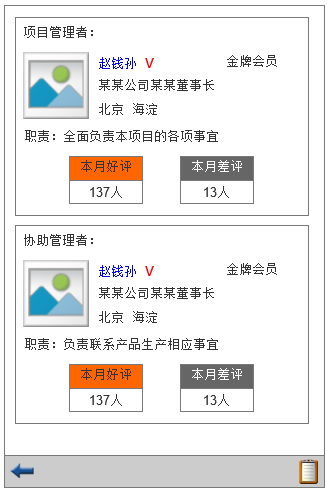 项目管理者：
赵钱孙 V 金牌会员
某某公司某某董事长
北京 海淀
职责：全面负责本项目的各项事宜
本月好评 本月差评
137人 13人
协助管理者：
赵钱孙 V 金牌会员
某某公司某某董事长
北京 海淀
职责：负责联系产品生产相应事宜
本月好评 本月差评
137人 13人